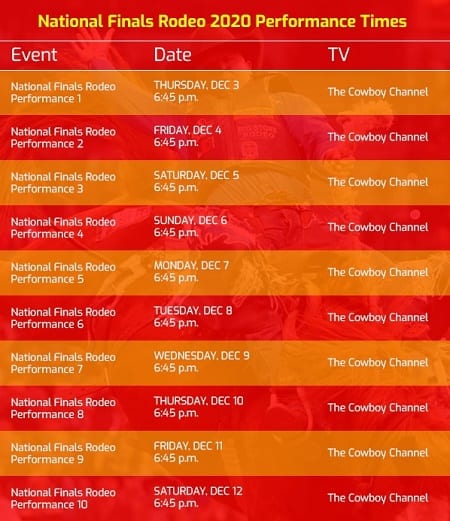 National Finals Rodeo 2020 Performance Times
Event Date TV
National Finals Rodeo
Performance 1
THURSDAY, DEC 3
6:45 p.m.
The Cowboy Channel
National Finals Rodeo
Performance 2
FRIDAY, DEC 4
6:45 p.m.
The Cowboy Channel
National Finals Rodeo
Performance 3
SATURDAY, DEC 5
6:45 p.m.
The Cowboy Channel
National Finals Rodeo
Performance 4
SUNDAY, DEC 6
6:45 p.m.
The Cowboy Channel
National Finals Rodeo
Performance 5
MONDAY, DEC 7
6:45 p.m.
The Cowboy Channel
National Finals Rodeo
Performance 6
TUESDAY, DEC 8
6:45 p.m.
The Cowboy Channel
National Finals Rodeo
Performance 7
WEDNESDAY, DEC 9
6:45 p.m.
The Cowboy Channel
National Finals Rodeo
Performance 8
THURSDAY, DEC 10
6:45 p.m.
The Cowboy Channel
National Finals Rodeo
Performance 9
FRIDAY, DEC 11
6:45 p.m.
The Cowboy Channel
National Finals Rodeo
Performance 10
SATURDAY, DEC 12
6:45 p.m.
The Cowboy Channel